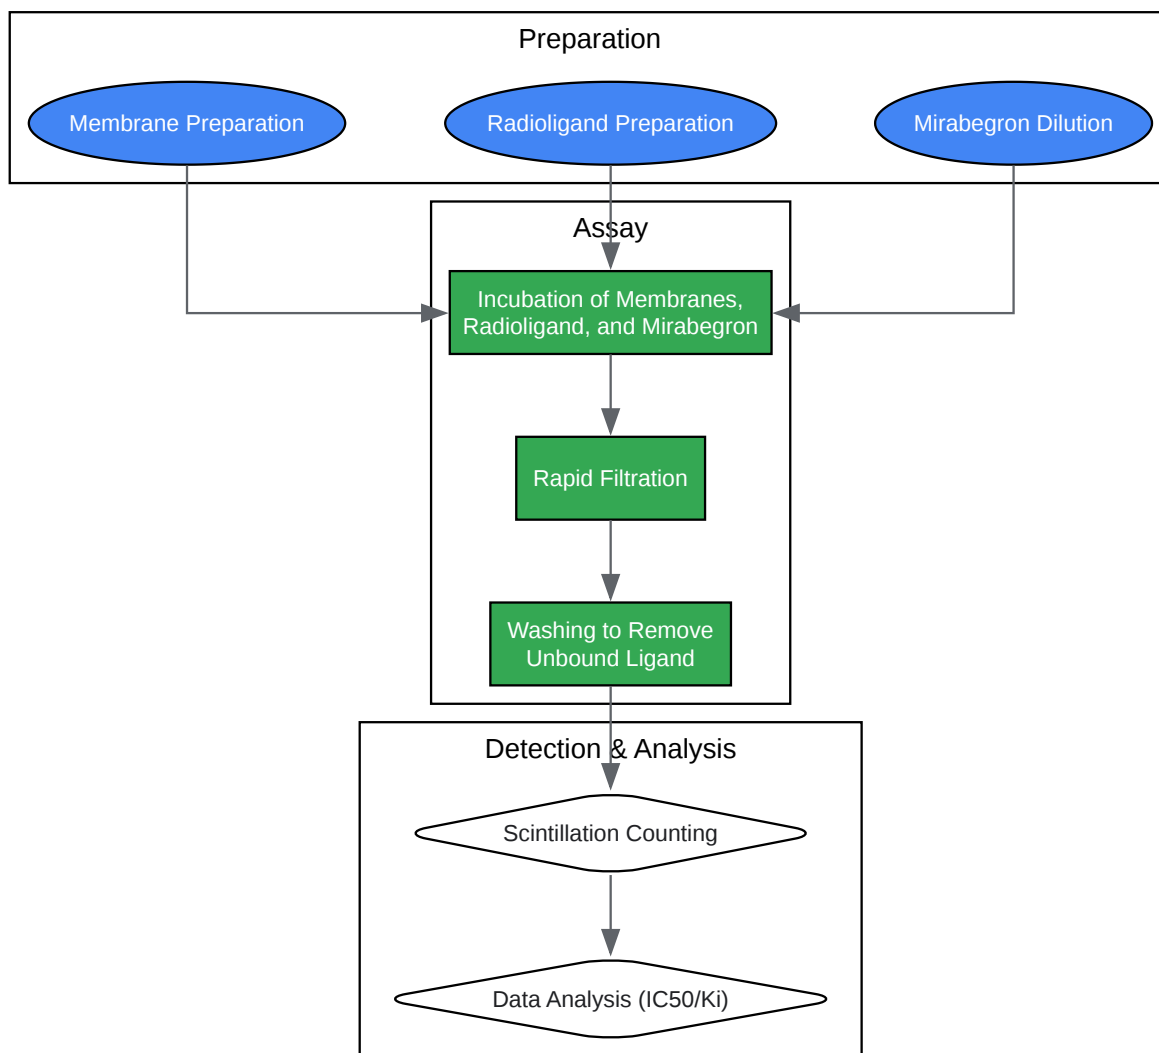 Preparation
Membrane Preparation
Radioligand Preparation
Mirabegron Dilution
Assay
Incubation of Membranes,
Radioligand, and Mirabegron
Rapid Filtration
Washing to Remove
Unbound Ligand
Detection & Analysis
Scintillation Counting
Data Analysis (IC50/Ki)